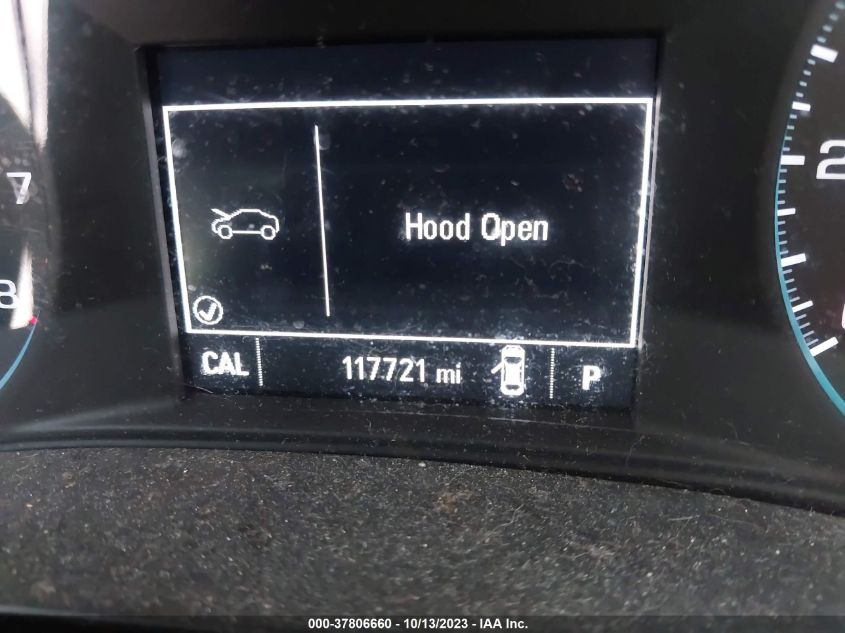 7
8
2
Hood Open
CAL 117721 mi P
000-37806660 - 10/13/2023 - IAA Inc.